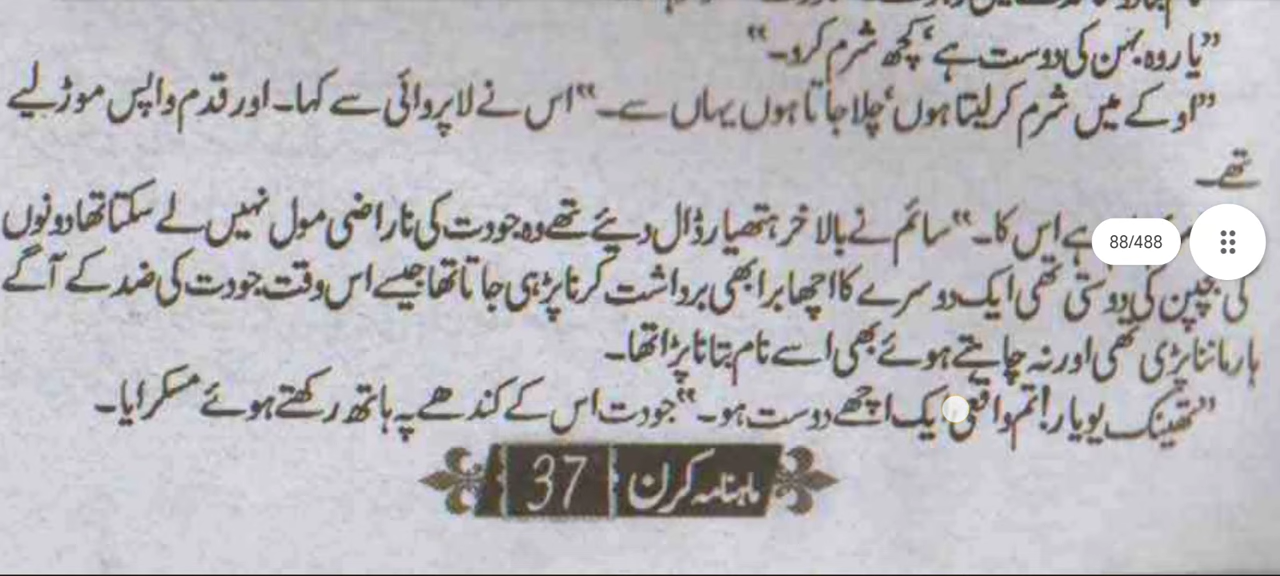 ”یار وہ بہن کی دوست ہے‘ کچھ شرم کرو۔“
”او کے میں شرم کر لیتا ہوں‘ چلا جاتا ہوں یہاں سے۔“ اس نے لاپروائی سے کہا۔ اور قدم واپس موڑ لیے
تھے۔
ہے اس کا۔“ سائم نے بالاخر ہتھیار ڈال دیئے تھے وہ جودت کی ناراضی مول نہیں لے سکتا تھا دونوں
88/488
کی بچپن کی دوستی تھی ایک دوسرے کا اچھا برا بھی برداشت کرنا پڑ ہی جاتا تھا جیسے اس وقت جودت کی ضد کے آگے
ہار ماننا پڑی تھی اور نہ چاہتے ہوئے بھی اسے نام بتانا پڑا تھا۔
”تھینک یو یار! تم واقعی ایک اچھے دوست ہو۔“ جودت اس کے کندھے پہ ہاتھ رکھتے ہوئے مسکرایا۔
ماہنامہ کرن 37